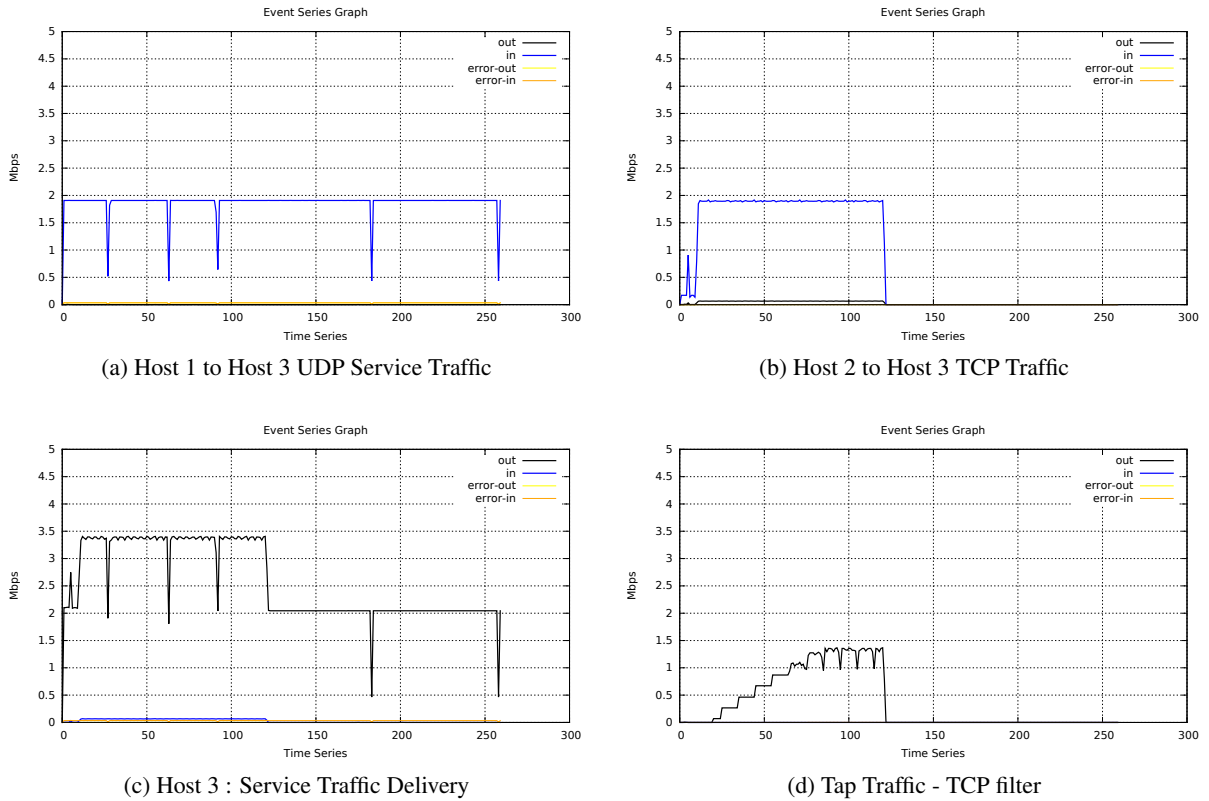 Event Series Graph
5
4.5
4
3.5
3
2.5
2
1.5
1
0.5
0
Mbps
out
in
error-out
error-in
0 50 100 150 200 250 300
Time Series
(a) Host 1 to Host 3 UDP Service Traffic
Event Series Graph
5
4.5
4
3.5
3
2.5
2
1.5
1
0.5
0
Mbps
out
in
error-out
error-in
0 50 100 150 200 250 300
Time Series
(b) Host 2 to Host 3 TCP Traffic
Event Series Graph
5
4.5
4
3.5
3
2.5
2
1.5
1
0.5
0
Mbps
out
in
error-out
error-in
0 50 100 150 200 250 300
Time Series
(c) Host 3 : Service Traffic Delivery
Event Series Graph
5
4.5
4
3.5
3
2.5
2
1.5
1
0.5
0
Mbps
out
in
error-out
error-in
0 50 100 150 200 250 300
Time Series
(d) Tap Traffic - TCP filter